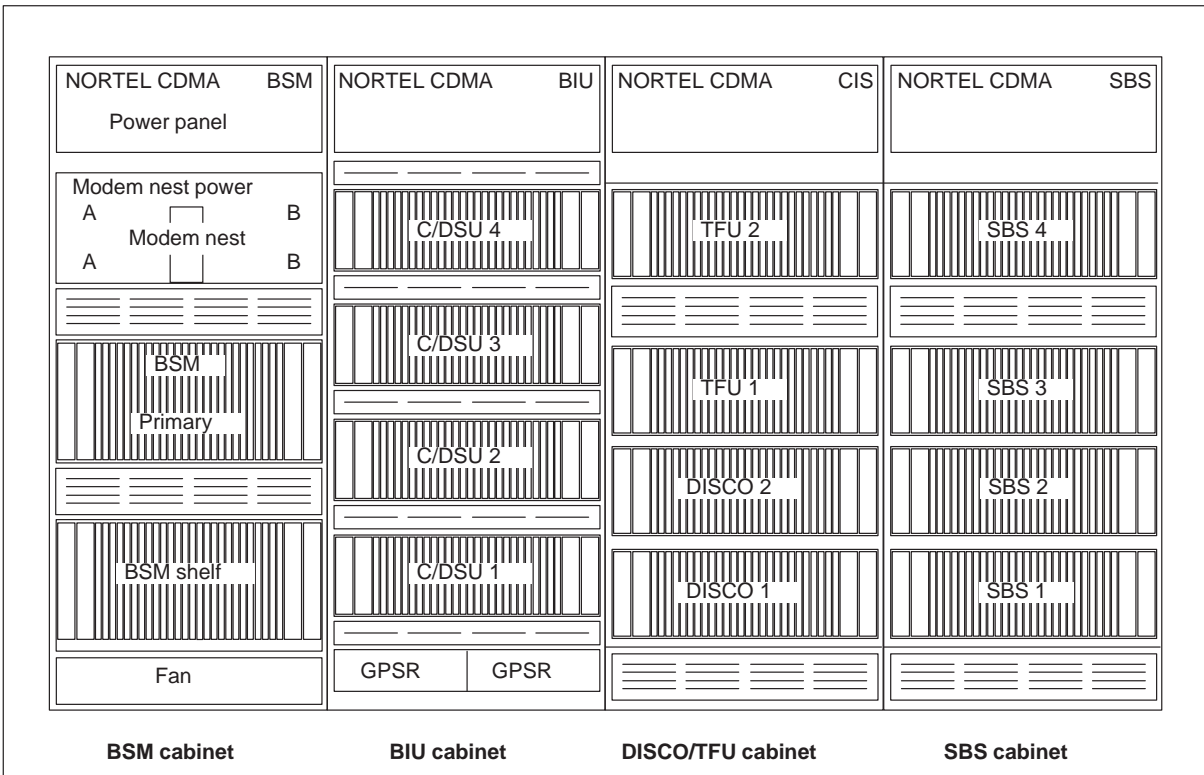 NORTEL CDMA BSM
Power panel
Modem nest power
A B
Modem nest
A B
BSM
Primary
BSM shelf
Fan
NORTEL CDMA BIU
C/DSU 4
C/DSU 3
C/DSU 2
C/DSU 1
GPSR GPSR
NORTEL CDMA CIS
TFU 2
TFU 1
DISCO 2
DISCO 1
NORTEL CDMA SBS
SBS 4
SBS 3
SBS 2
SBS 1
BSM cabinet BIU cabinet DISCO/TFU cabinet SBS cabinet